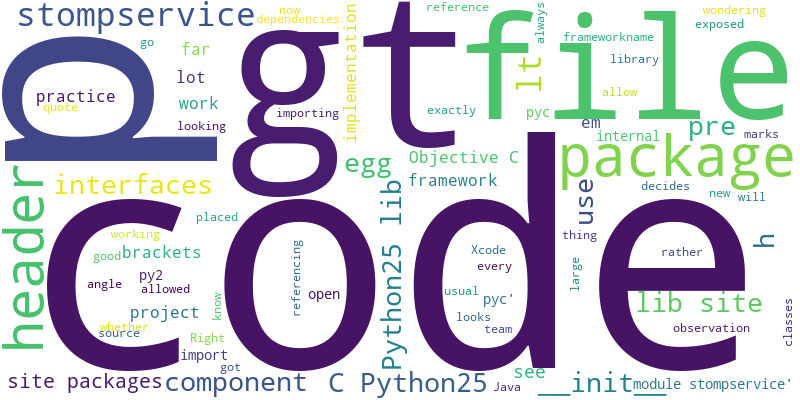 stompservice
p
gt
file
now
dependencies
reference
always
wondering
exposed
frameworkname
library
go
far
lot
practice
quote
work
looking
importing
implementation
exactly
lt
pyc
allow
em
internal
pre
marks
package
header
interfaces
egg
Objective C
framework
Python25 lib
use
decides
new
will
h
placed
code
working
good
brackets
angle
py2
allowed
project
whether
source
know
Right
import
got
referencing
open
Xcode
every
usual
pyc'
looks
team
thing
large
rather
lib site
observation
classes
site packages
component
C Python25
Java
see
__init__
module stompservice'